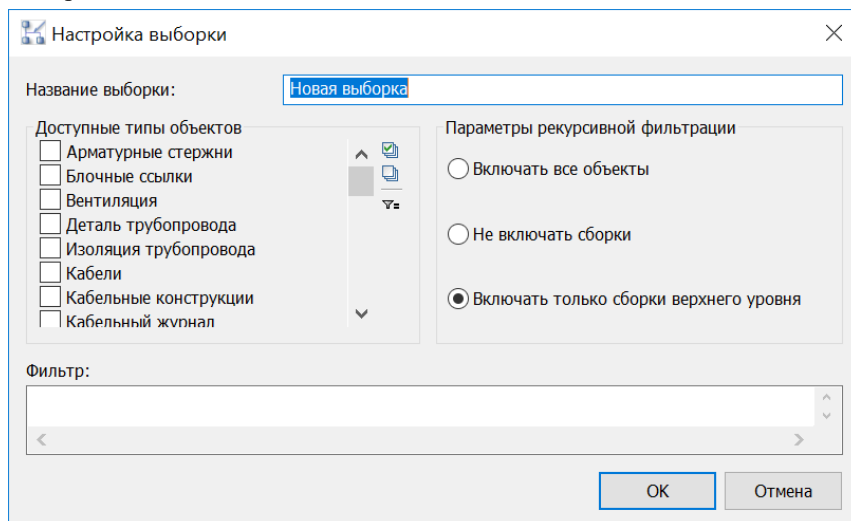 Настройка выборки
Название выборки:
Новая выборка
Доступные типы объектов
Арматурные стержни
Блочные ссылки
Вентиляция
Деталь трубопровода
Изоляция трубопровода
Кабели
Кабельные конструкции
Кабельный журнал
Параметры рекурсивной фильтрации
Включать все объекты
Не включать сборки
Включать только сборки верхнего уровня
Фильтр:
ОК
Отмена